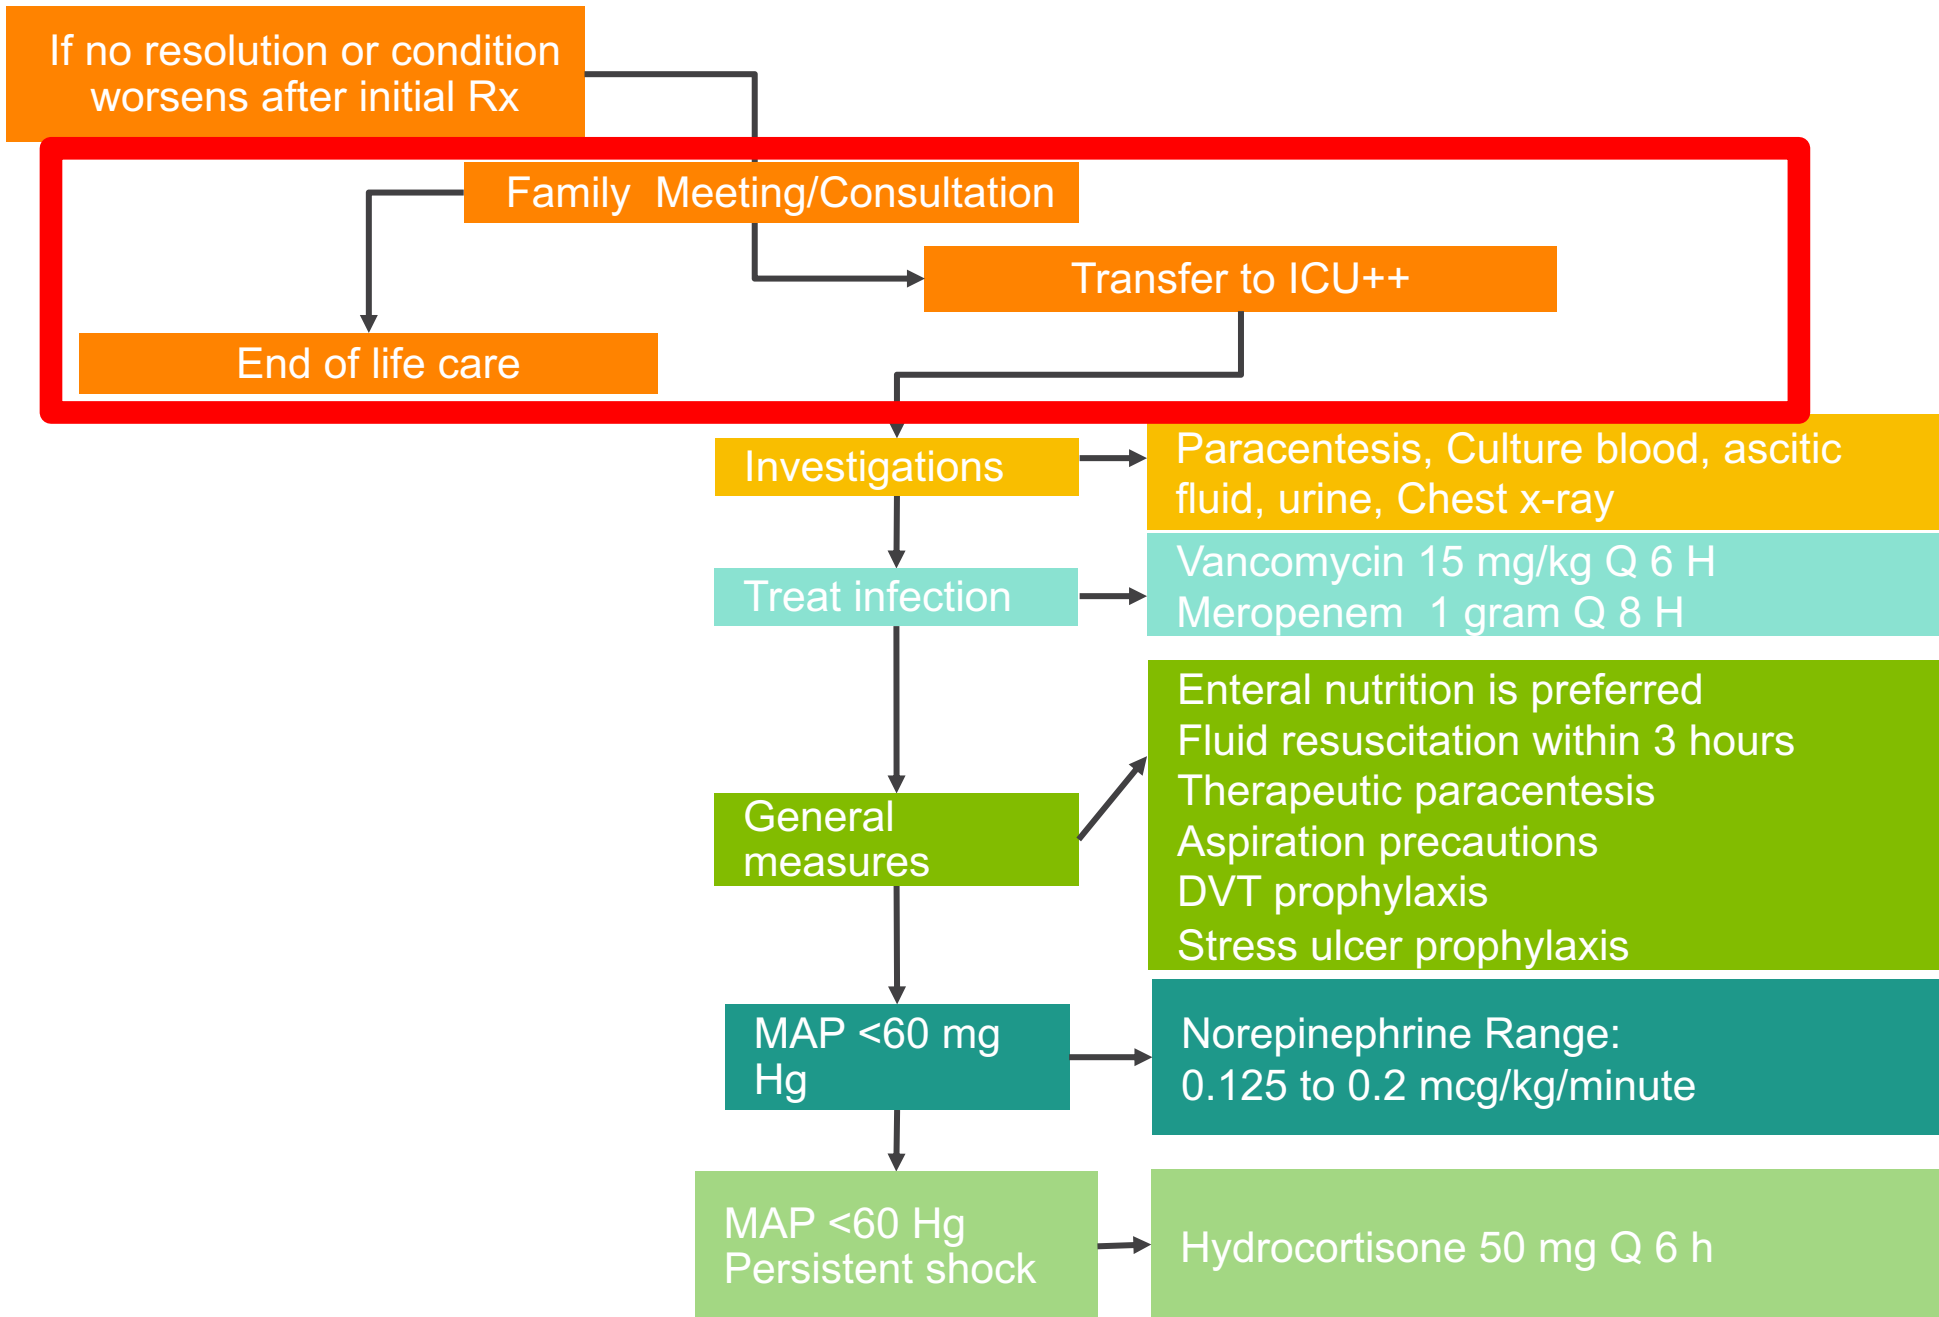 If no resolution or condition
worsens after initial Rx
Family Meeting/Consultation
Transfer to ICU++
End of life care
Investigations
Paracentesis, Culture blood, ascitic
fluid, urine, Chest x-ray
Treat infection
Vancomycin 15 mg/kg Q 6 H
Meropenem 1 gram Q 8 H
General
measures
Enteral nutrition is preferred
Fluid resuscitation within 3 hours
Therapeutic paracentesis
Aspiration precautions
DVT prophylaxis
Stress ulcer prophylaxis
MAP <60 mg
Hg
Norepinephrine Range:
0.125 to 0.2 mcg/kg/minute
MAP <60 Hg
Persistent shock
Hydrocortisone 50 mg Q 6 h